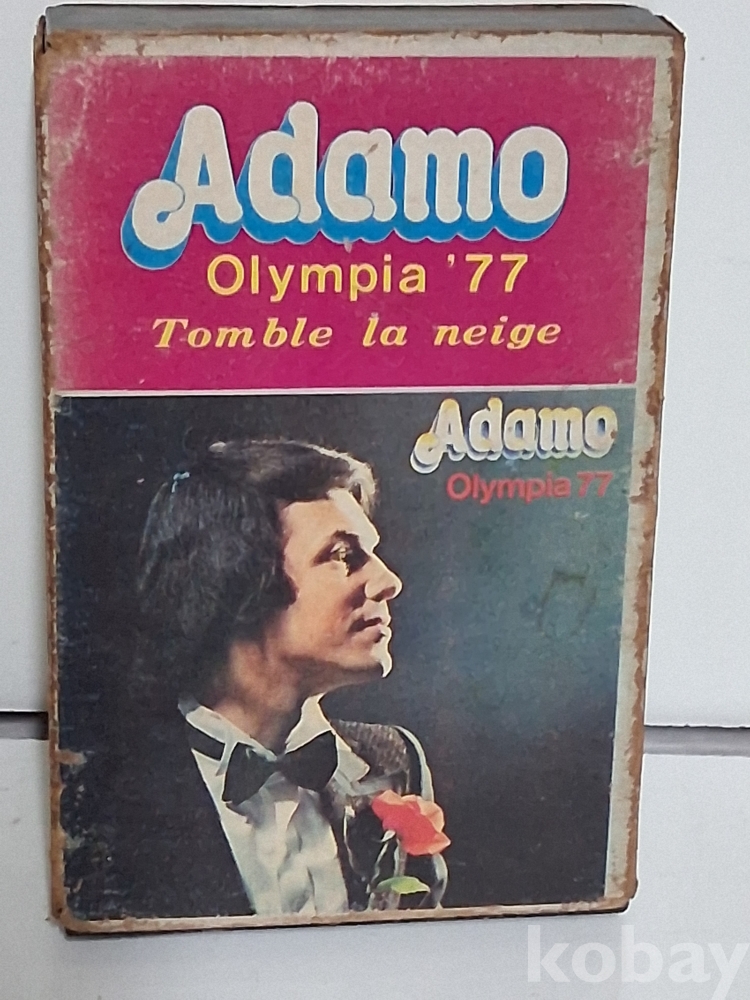 Adamo
Olympia '77
Tomble la neige
Adamo
Olympia 77
kobay